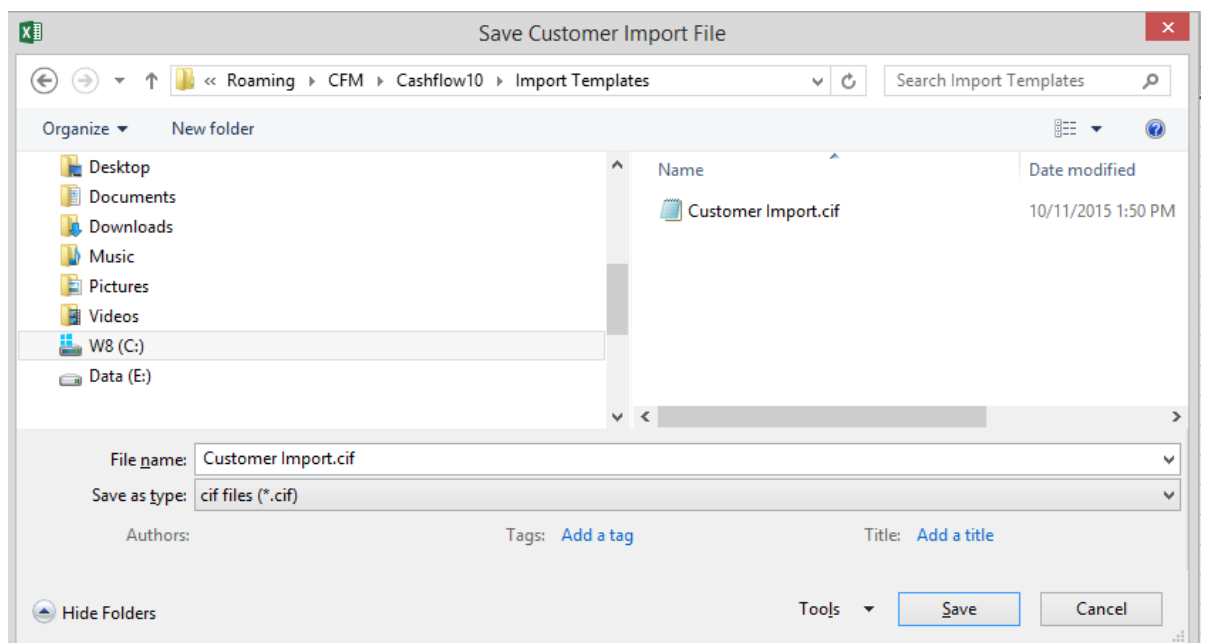 Save Customer Import File
« Roaming CFM Cashflow10 Import Templates Search Import Templates
Organize New folder
Desktop
Documents
Downloads
Music
Pictures
Videos
W8 (C:)
Data (E:)
Name Date modified
Customer Import.cif 10/11/2015 1:50 PM
File name: Customer Import.cif
Save as type: cif files (*.cif)
Authors: Tags: Add a tag Title: Add a title
Hide Folders Tools Save Cancel